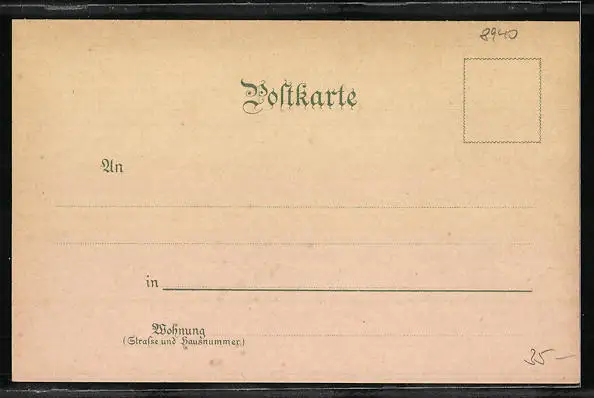 8940
Postkarte
An
in
Wohnung
(Straße und Hausnummer.)
35 —